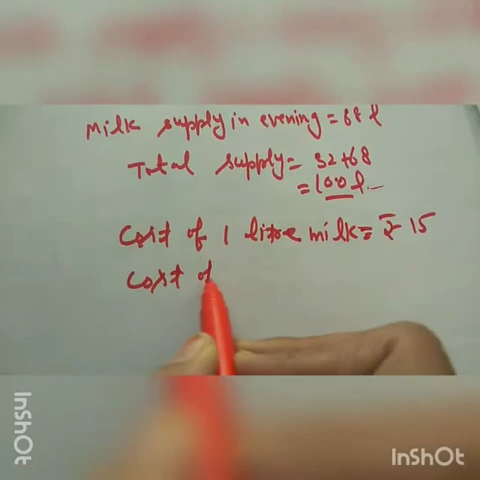 Milk supply in evening = 68 l
Total supply = 32+68
= 100 l
Cost of 1 litre milk = ₹ 15
Cost of
InShOt
InShOt